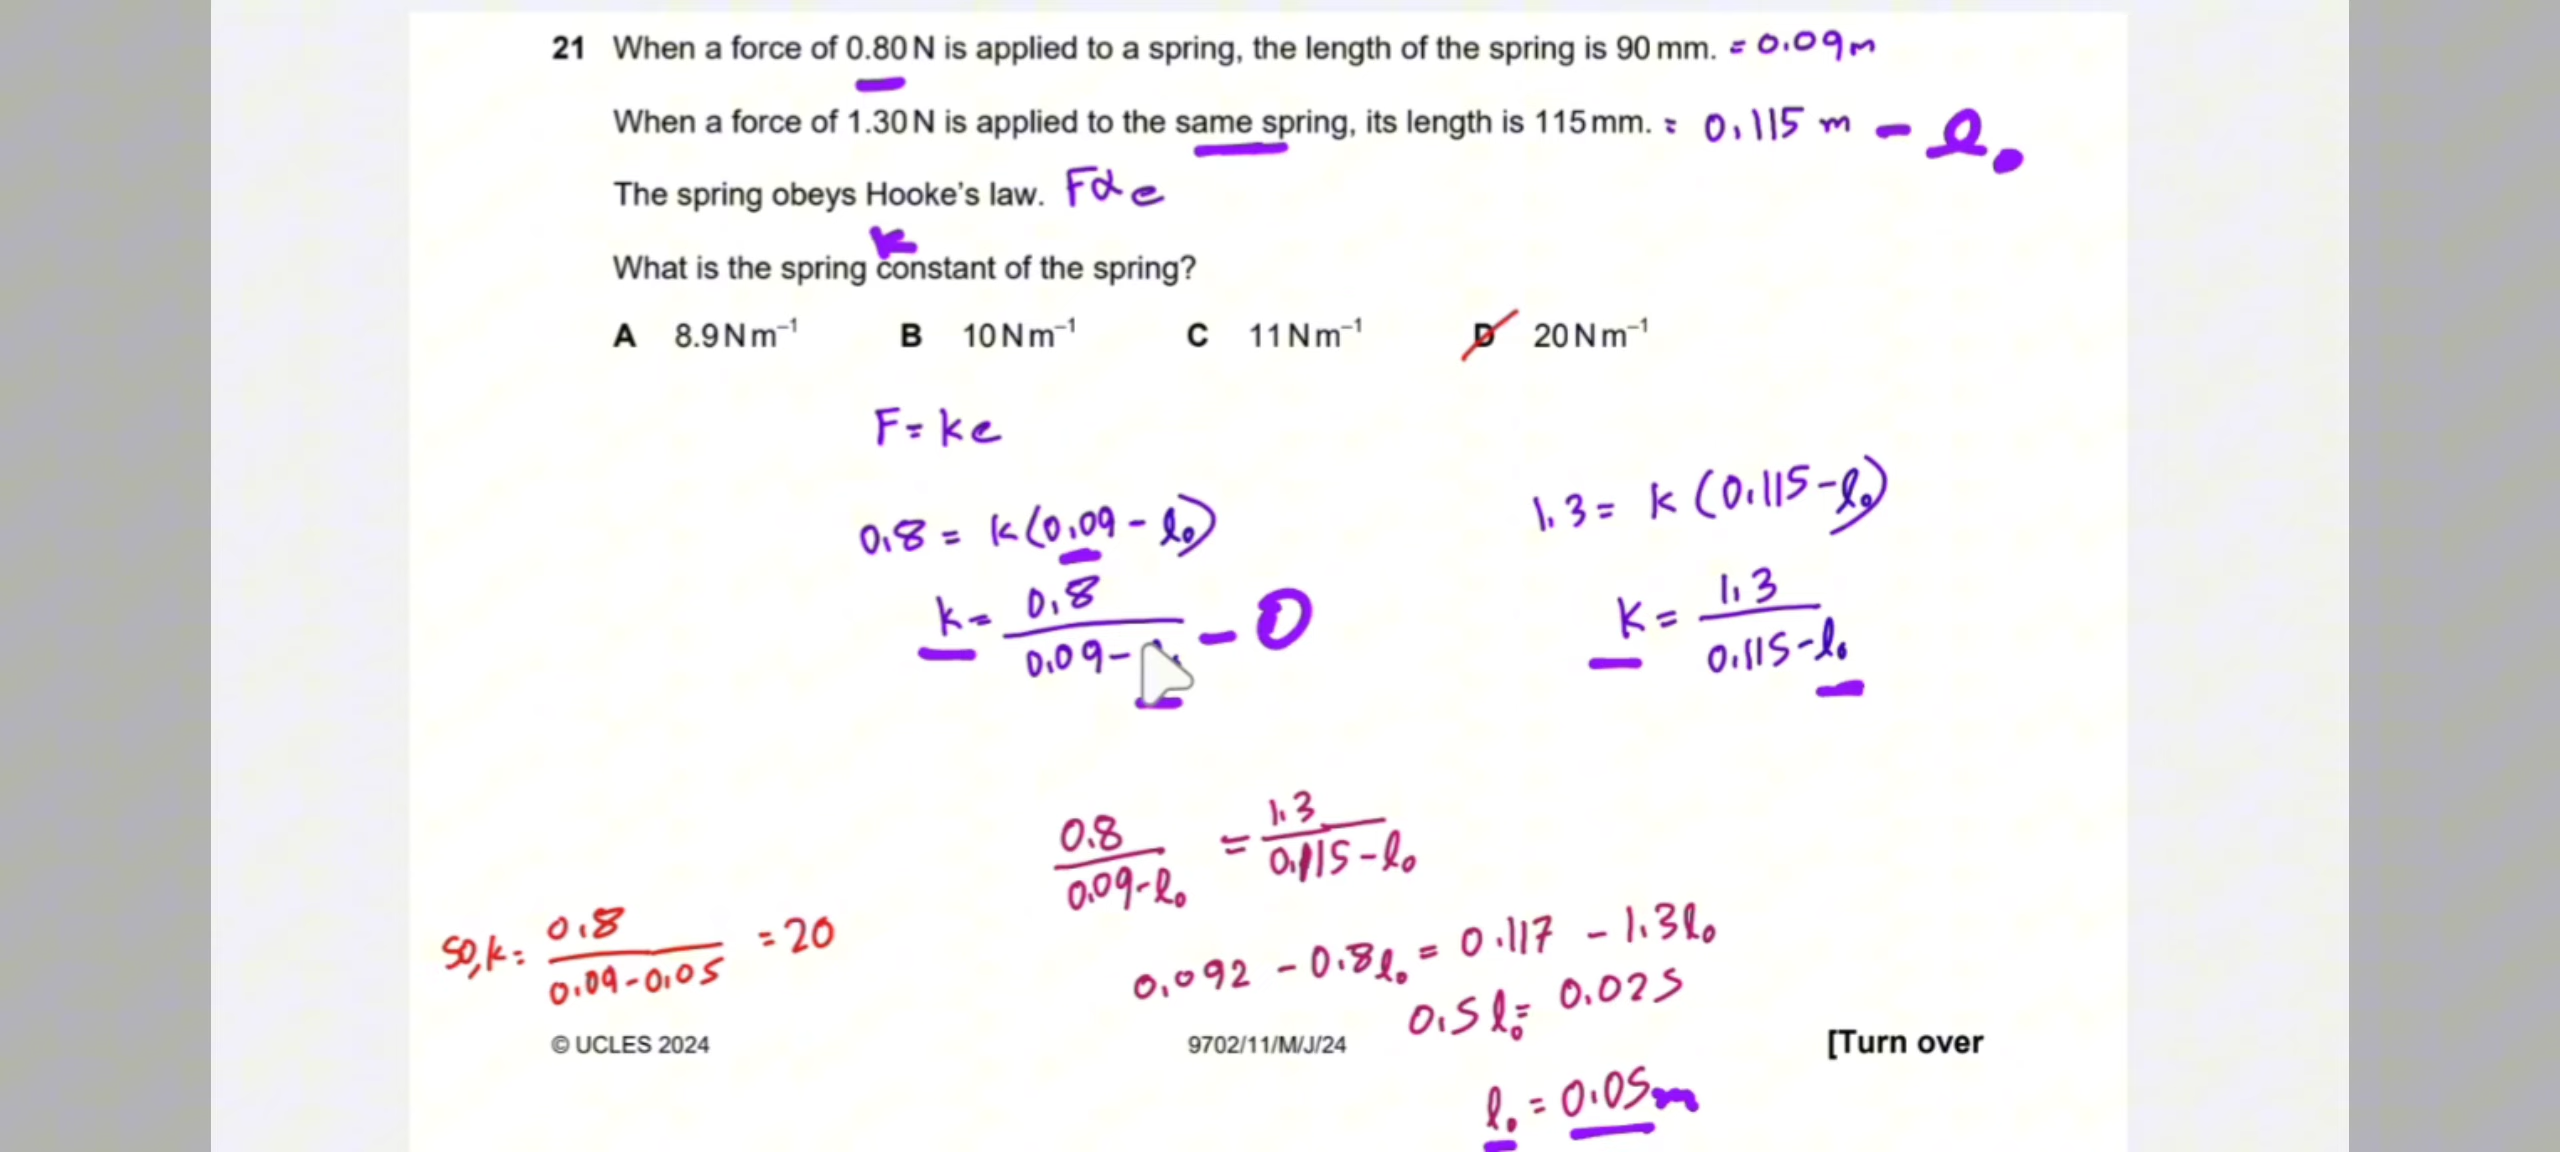 21 When a force of 0.80 N is applied to a spring, the length of the spring is 90 mm. = 0.09m
When a force of 1.30 N is applied to the same spring, its length is 115 mm. = 0.115 m - l₀
The spring obeys Hooke's law. F∝e
k
What is the spring constant of the spring?
A 8.9 N m⁻¹ B 10 N m⁻¹ C 11 N m⁻¹ D 20 N m⁻¹
F = ke
0.8 = k(0.09 - l₀) 1.3 = k(0.115 - l₀)
k = 0.8 / 0.09 - k = 1.3 / 0.115 - l₀
0.8 / 0.09 - l₀ = 1.3 / 0.115 - l₀
So, k = 0.8 / 0.09 - 0.05 = 20
0.092 - 0.8l₀ = 0.117 - 1.3l₀
0.5l₀ = 0.025
© UCLES 2024 9702/11/M/J/24 [Turn over
l₀ = 0.05m